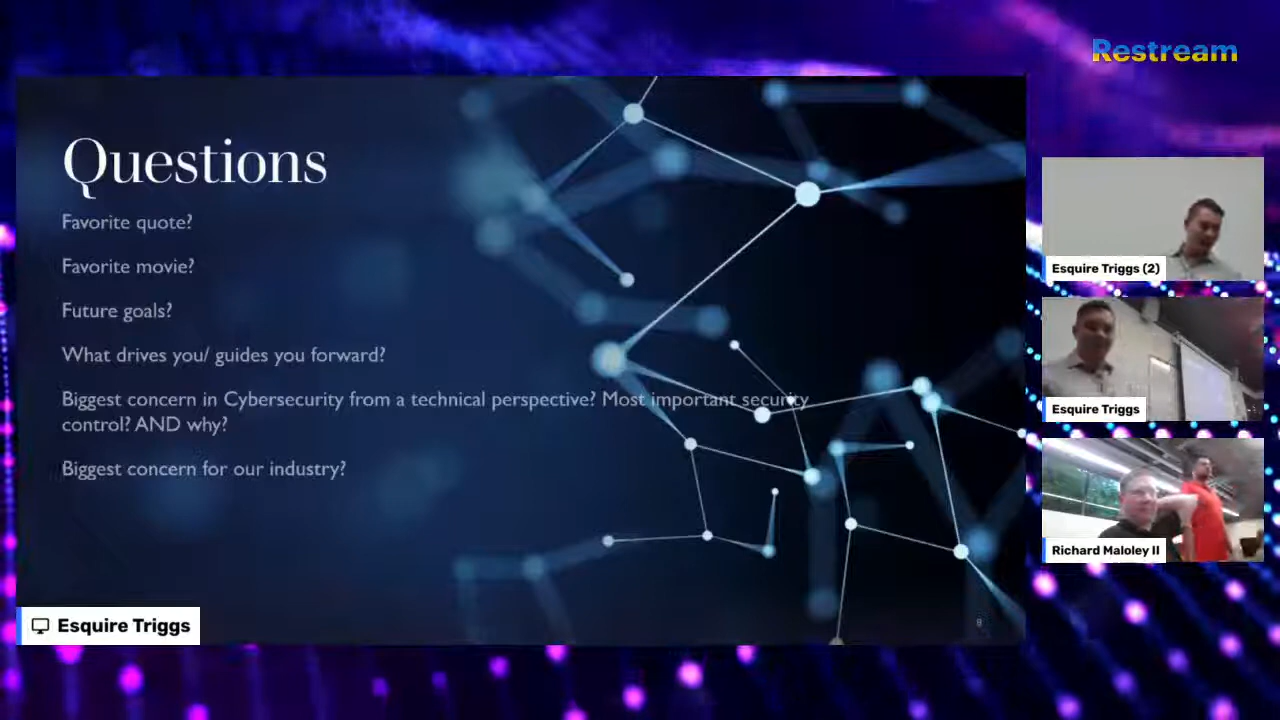 Restream
Questions
Favorite quote?
Favorite movie?
Future goals?
What drives you/ guides you forward?
Biggest concern in Cybersecurity from a technical perspective? Most important security
control? AND why?
Biggest concern for our industry?
8
Esquire Triggs
Esquire Triggs (2)
Esquire Triggs
Richard Maloley II